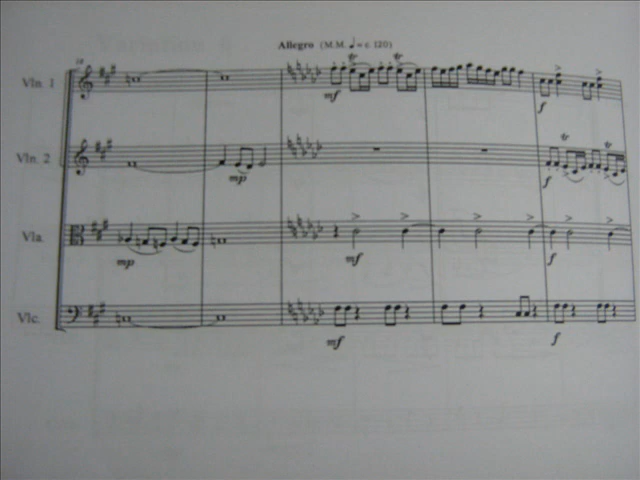 Allegro (M.M. ♩= c. 120)
Vln. 1
mf
f
Vln. 2
mp
f
Vla.
mp
mf
f
Vlc.
mf
f